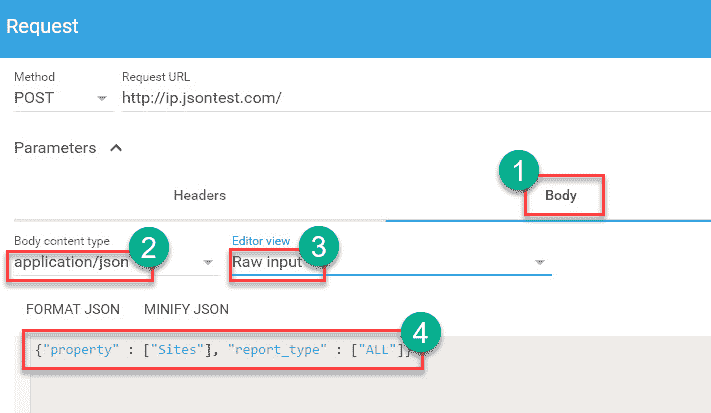 Request
Method Request URL
POST http://ip.jsontest.com/
Parameters
1
Headers Body
Body content type 2 Editor view 3
application/json Raw input
FORMAT JSON MINIFY JSON
4
{"property" : ["Sites"], "report_type" : ["ALL"]}